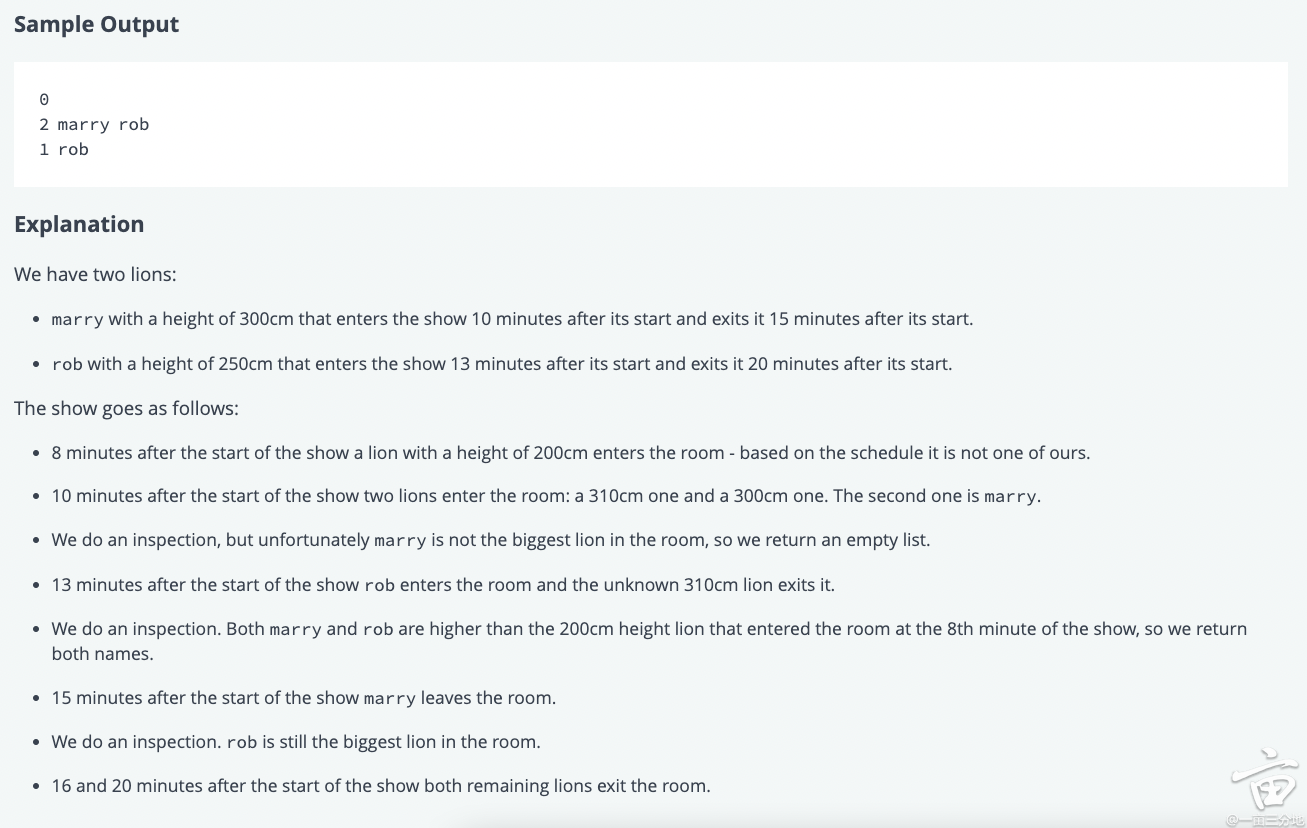 Sample Output
0
2 marry rob
1 rob
Explanation
We have two lions:
• marry with a height of 300cm that enters the show 10 minutes after its start and exits it 15 minutes after its start.
• rob with a height of 250cm that enters the show 13 minutes after its start and exits it 20 minutes after its start.
The show goes as follows:
• 8 minutes after the start of the show a lion with a height of 200cm enters the room - based on the schedule it is not one of ours.
• 10 minutes after the start of the show two lions enter the room: a 310cm one and a 300cm one. The second one is marry.
• We do an inspection, but unfortunately marry is not the biggest lion in the room, so we return an empty list.
• 13 minutes after the start of the show rob enters the room and the unknown 310cm lion exits it.
• We do an inspection. Both marry and rob are higher than the 200cm height lion that entered the room at the 8th minute of the show, so we return
both names.
• 15 minutes after the start of the show marry leaves the room.
• We do an inspection. rob is still the biggest lion in the room.
• 16 and 20 minutes after the start of the show both remaining lions exit the room.
亩
@一亩三分地